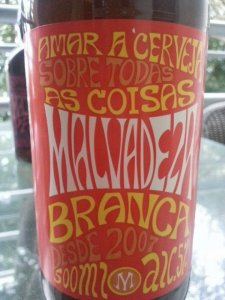 AMAR A CERVEJA
SOBRE TODAS
AS COISAS
MALVADEZA
BRANCA
DESDE 2007
500ml M alc.5%